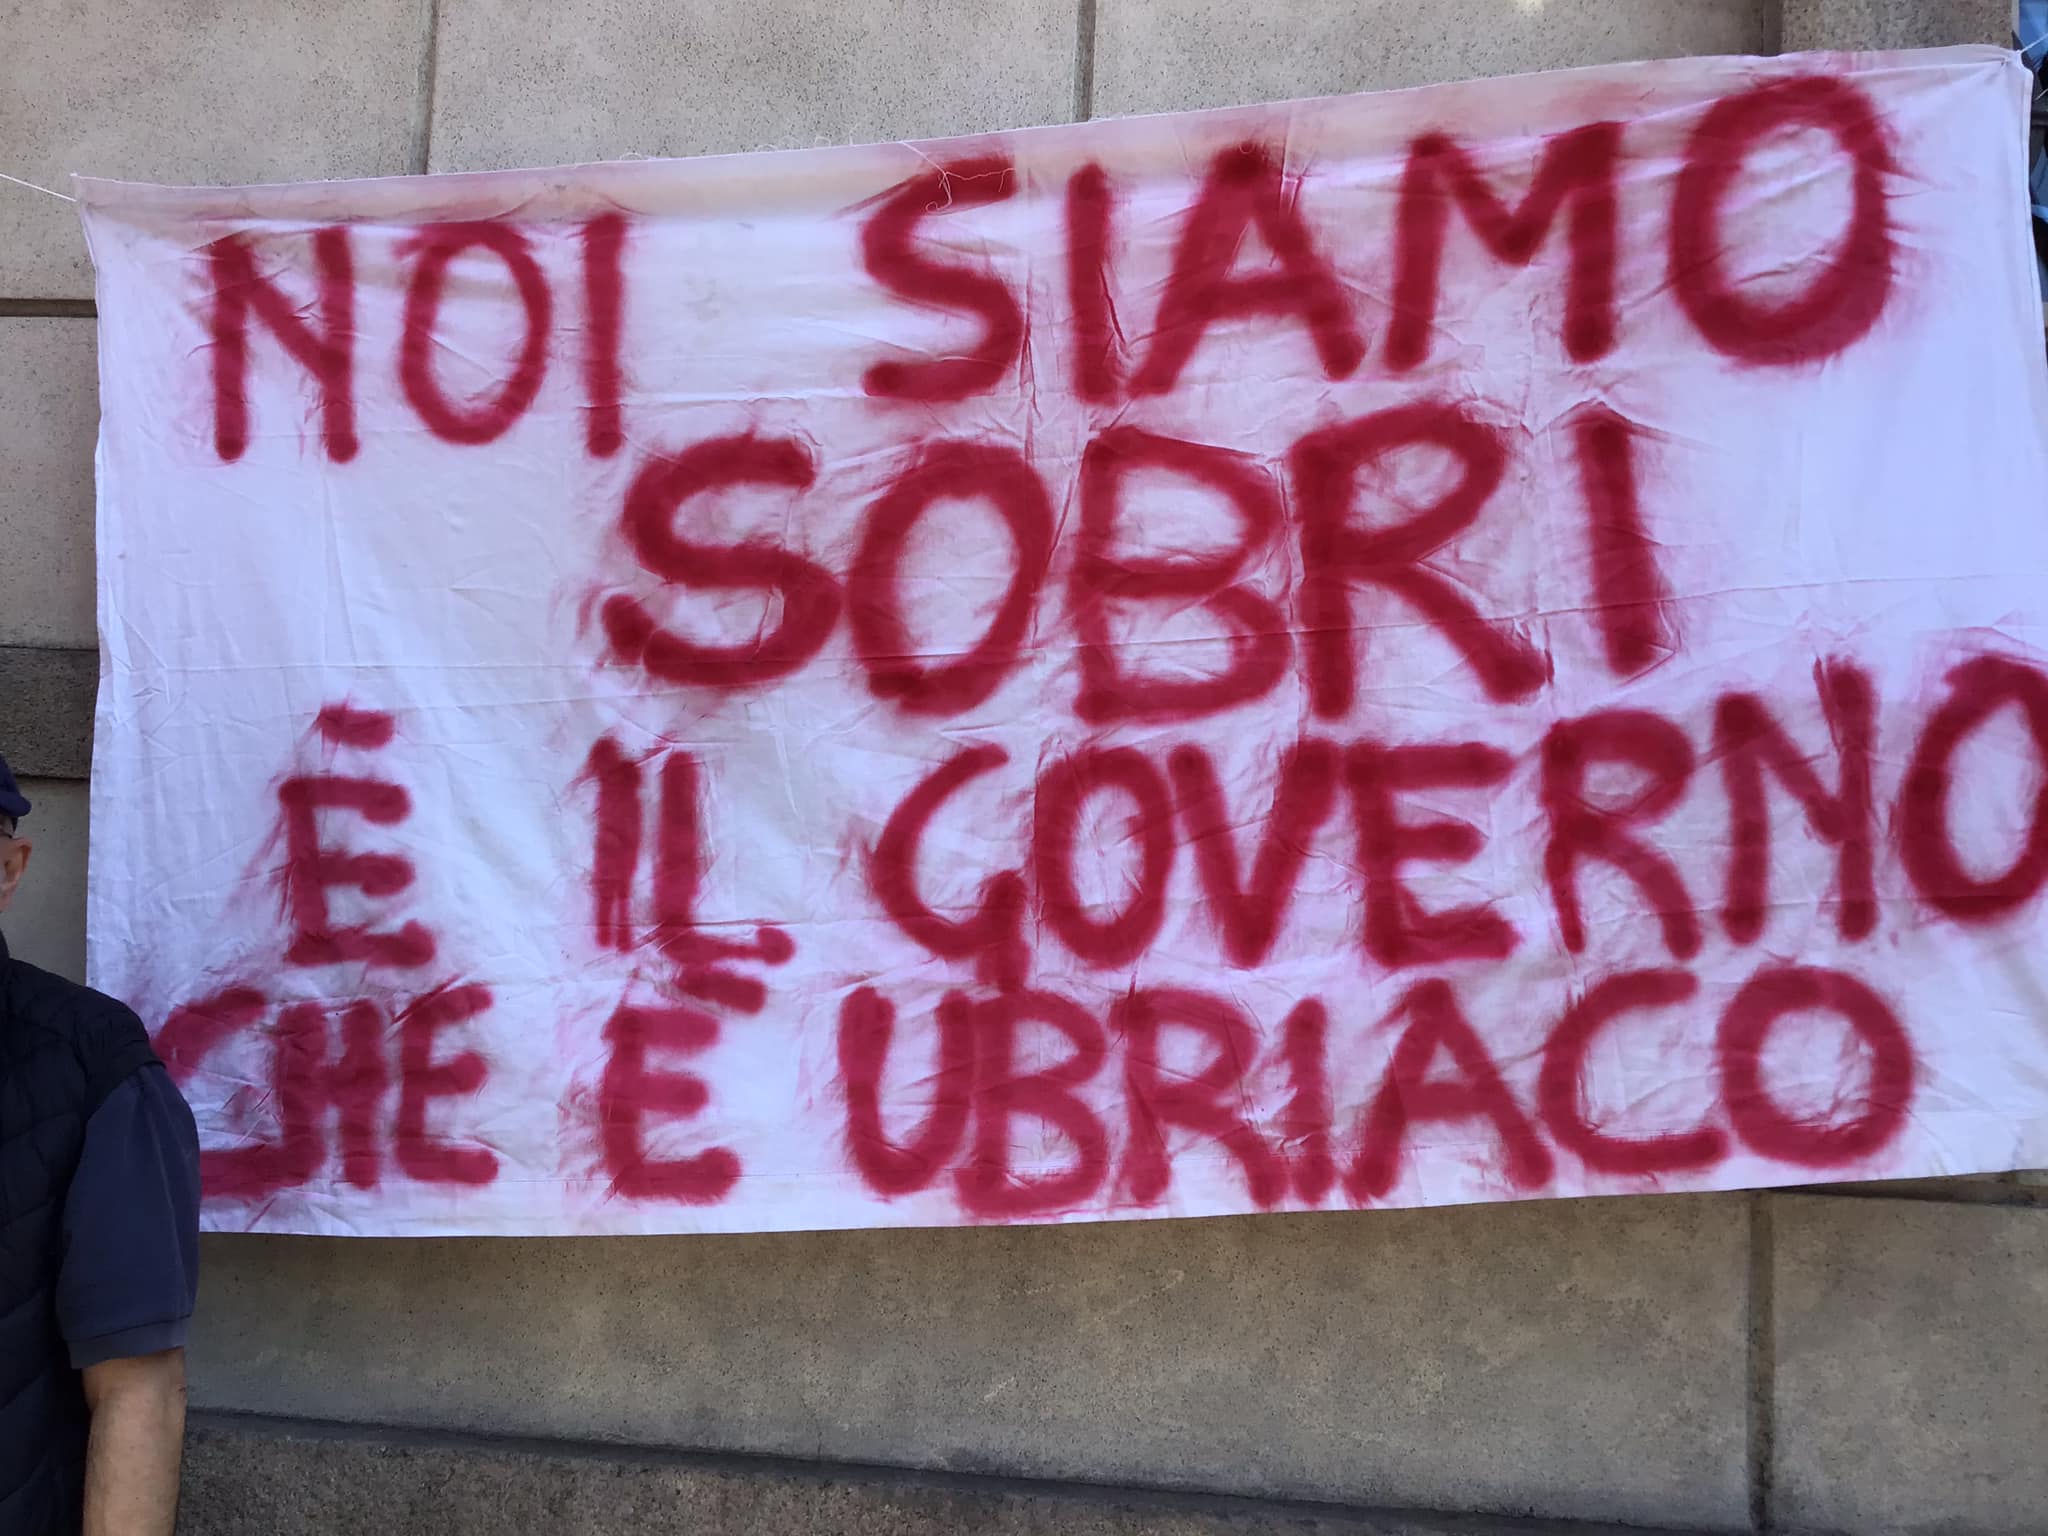 NOI SIAMO
SOBRI
È IL GOVERNO
CHE È UBRIACO